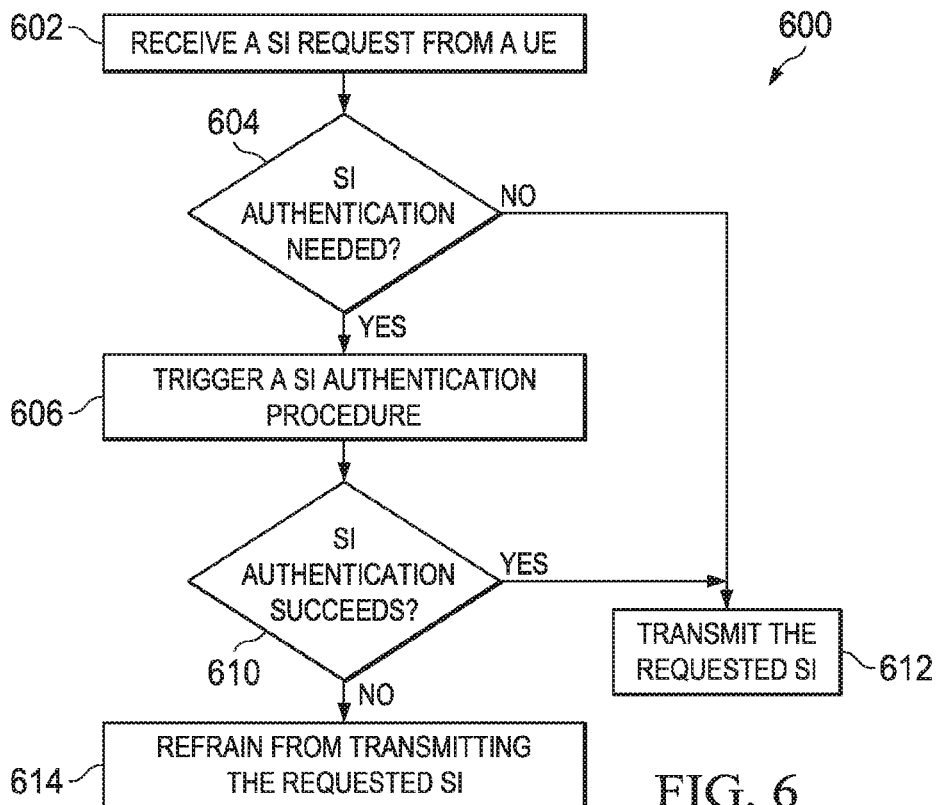 602
RECEIVE A SI REQUEST FROM A UE
600
604
SI
AUTHENTICATION
NEEDED?
NO
YES
606
TRIGGER A SI AUTHENTICATION
PROCEDURE
SI
AUTHENTICATION
SUCCEEDS?
YES
610
NO
TRANSMIT THE
REQUESTED SI
612
614
REFRAIN FROM TRANSMITTING
THE REQUESTED SI
FIG. 6